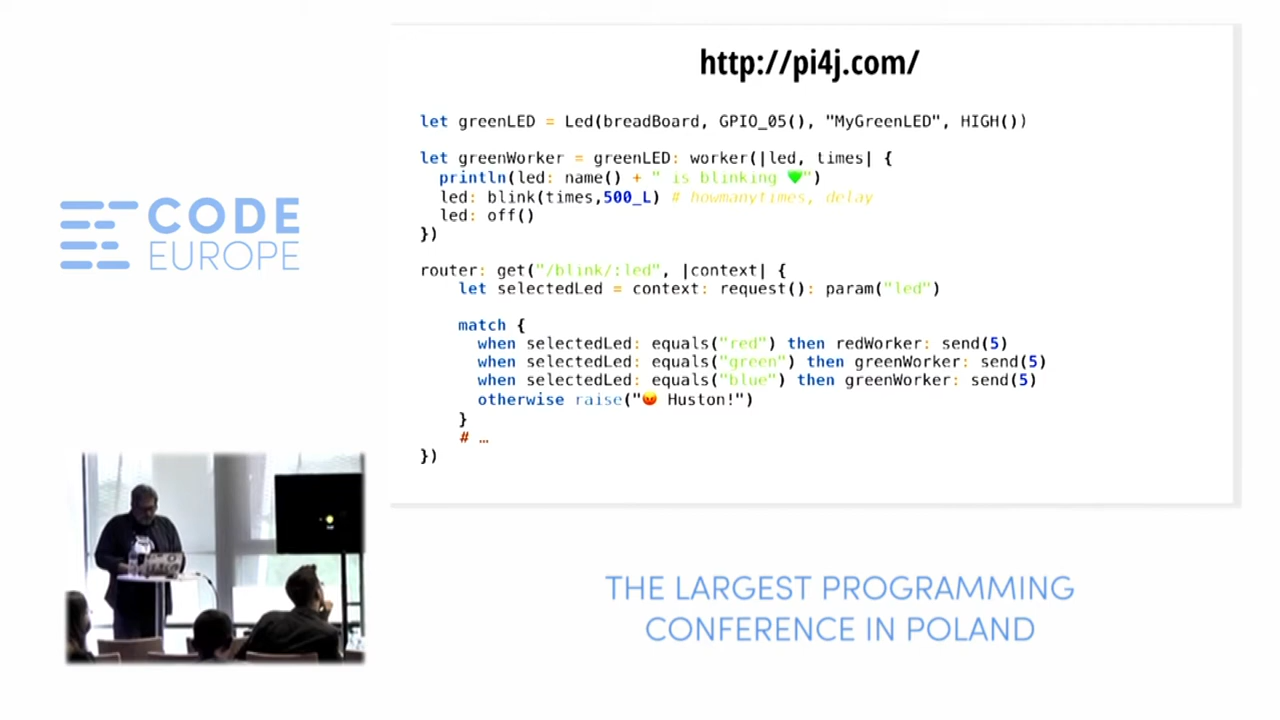 http://pi4j.com/
let greenLED = Led(breadBoard, GPIO_05(), "MyGreenLED", HIGH())
let greenWorker = greenLED: worker(|led, times| {
println(led: name() + " is blinking 💚")
led: blink(times,500_L) # howmanytimes, delay
led: off()
})
router: get("/blink/:led", |context| {
let selectedLed = context: request(): param("led")
match {
when selectedLed: equals("red") then redWorker: send(5)
when selectedLed: equals("green") then greenWorker: send(5)
when selectedLed: equals("blue") then greenWorker: send(5)
otherwise raise("😡 Huston!")
}
# …
})
CODE
EUROPE
THE LARGEST PROGRAMMING
CONFERENCE IN POLAND